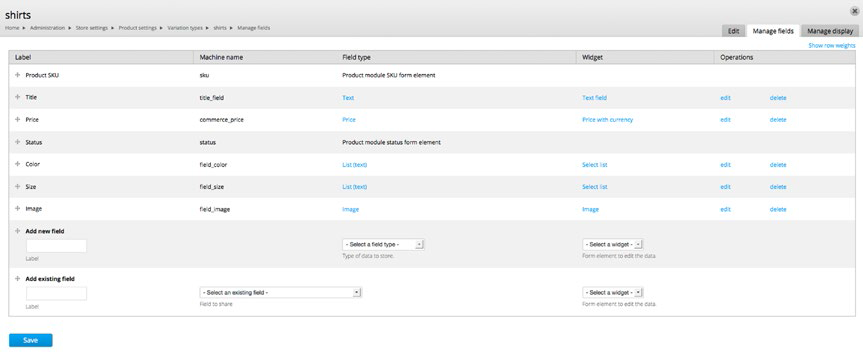 shirts
Home ▸ Administration ▸ Store settings ▸ Product settings ▸ Variation types ▸ shirts ▸ Manage fields
Edit Manage fields Manage display
Show row weights
Label Machine name Field type Widget Operations
Product SKU sku Product module SKU form element
Title title_field Text Text field edit delete
Price commerce_price Price Price with currency edit delete
Status status Product module status form element
Color field_color List (text) Select list edit delete
Size field_size List (text) Select list edit delete
Image field_image Image Image edit delete
Add new field
- Select a field type - - Select a widget -
Label Type of data to store. Form element to edit the data.
Add existing field
- Select an existing field - - Select a widget -
Label Field to share Form element to edit the data.
Save